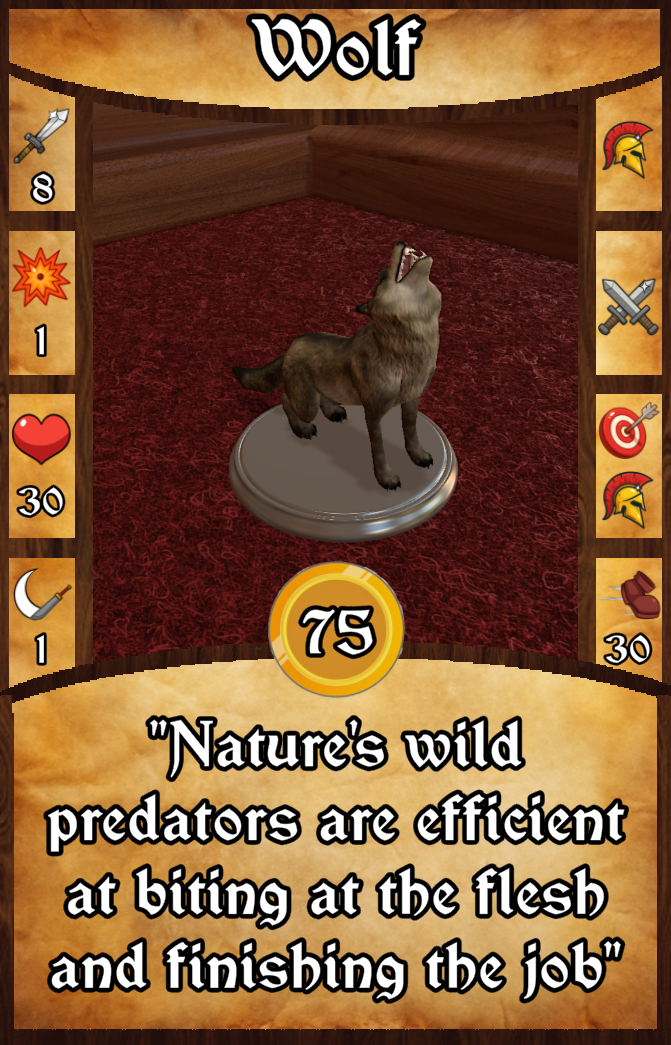 Wolf
8
1
30
1
30
75
"Nature's wild
predators are efficient
at biting at the flesh
and finishing the job"